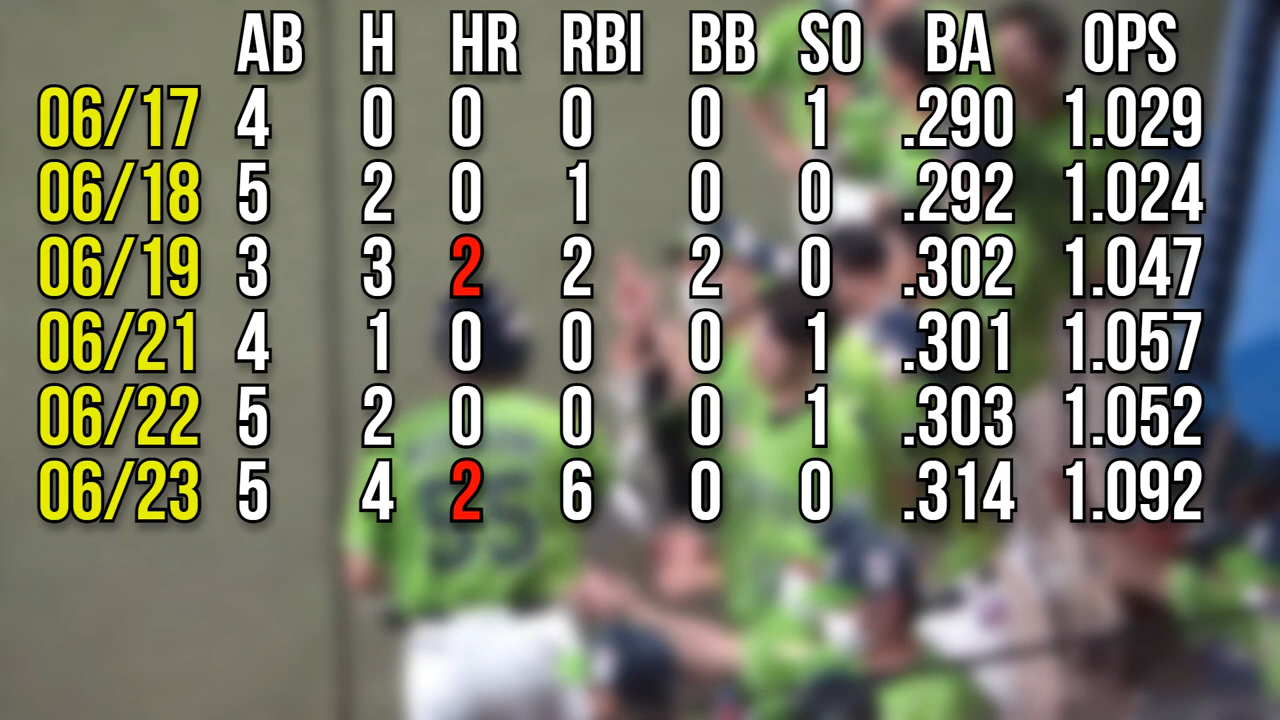 AB H HR RBI BB SO BA OPS
06/17 4 0 0 0 0 1 .290 1.029
06/18 5 2 0 1 0 0 .292 1.024
06/19 3 3 2 2 2 0 .302 1.047
06/21 4 1 0 0 0 1 .301 1.057
06/22 5 2 0 0 0 1 .303 1.052
06/23 5 4 2 6 0 0 .314 1.092
55